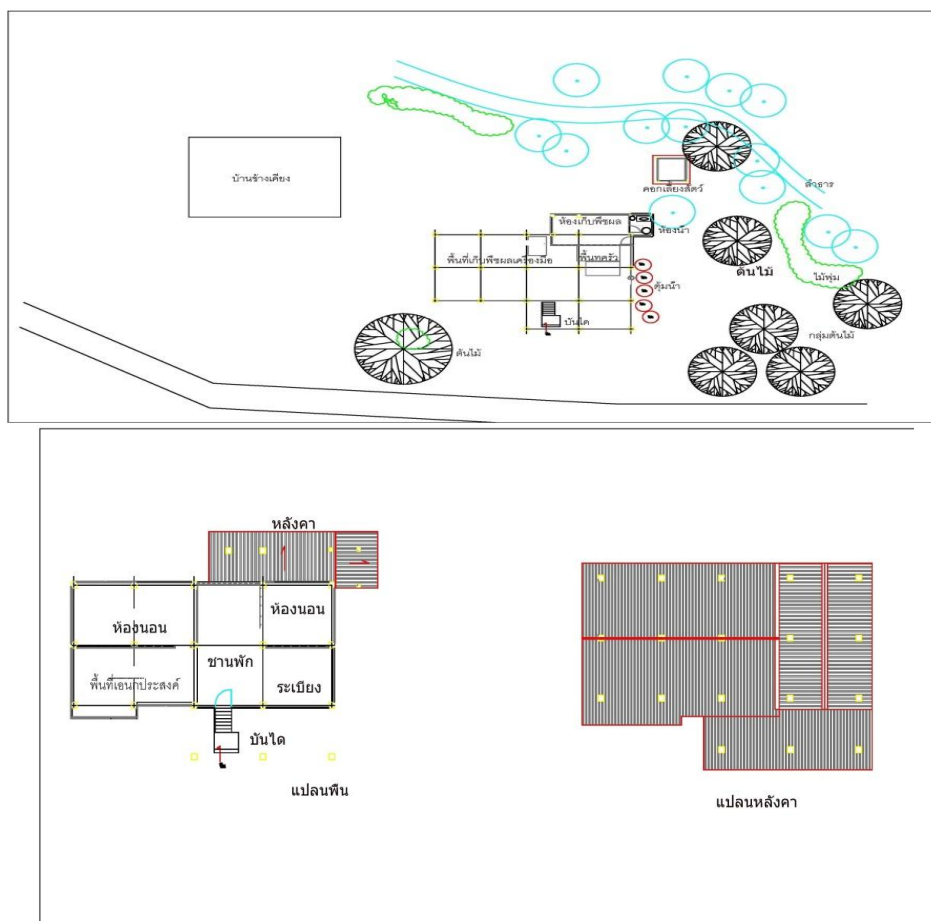 บ้านข้างเคียง
ลำธาร
คอกเลี้ยงสัตว์
ห้องเก็บพืชผล
ห้องน้ำ
พื้นที่เก็บพืชผลเครื่องมือ
พื้นทครัว
ต้นไม้
ไม้พุ่ม
ตุ่มน้ำ
บันได
กลุ่มต้นไม้
ต้นไม้
หลังคา
ห้องนอน
ห้องนอน
ชานพัก
พื้นที่เอนกประสงค์
ระเบียง
บันได
แปลนพืน
แปลนหลังคา